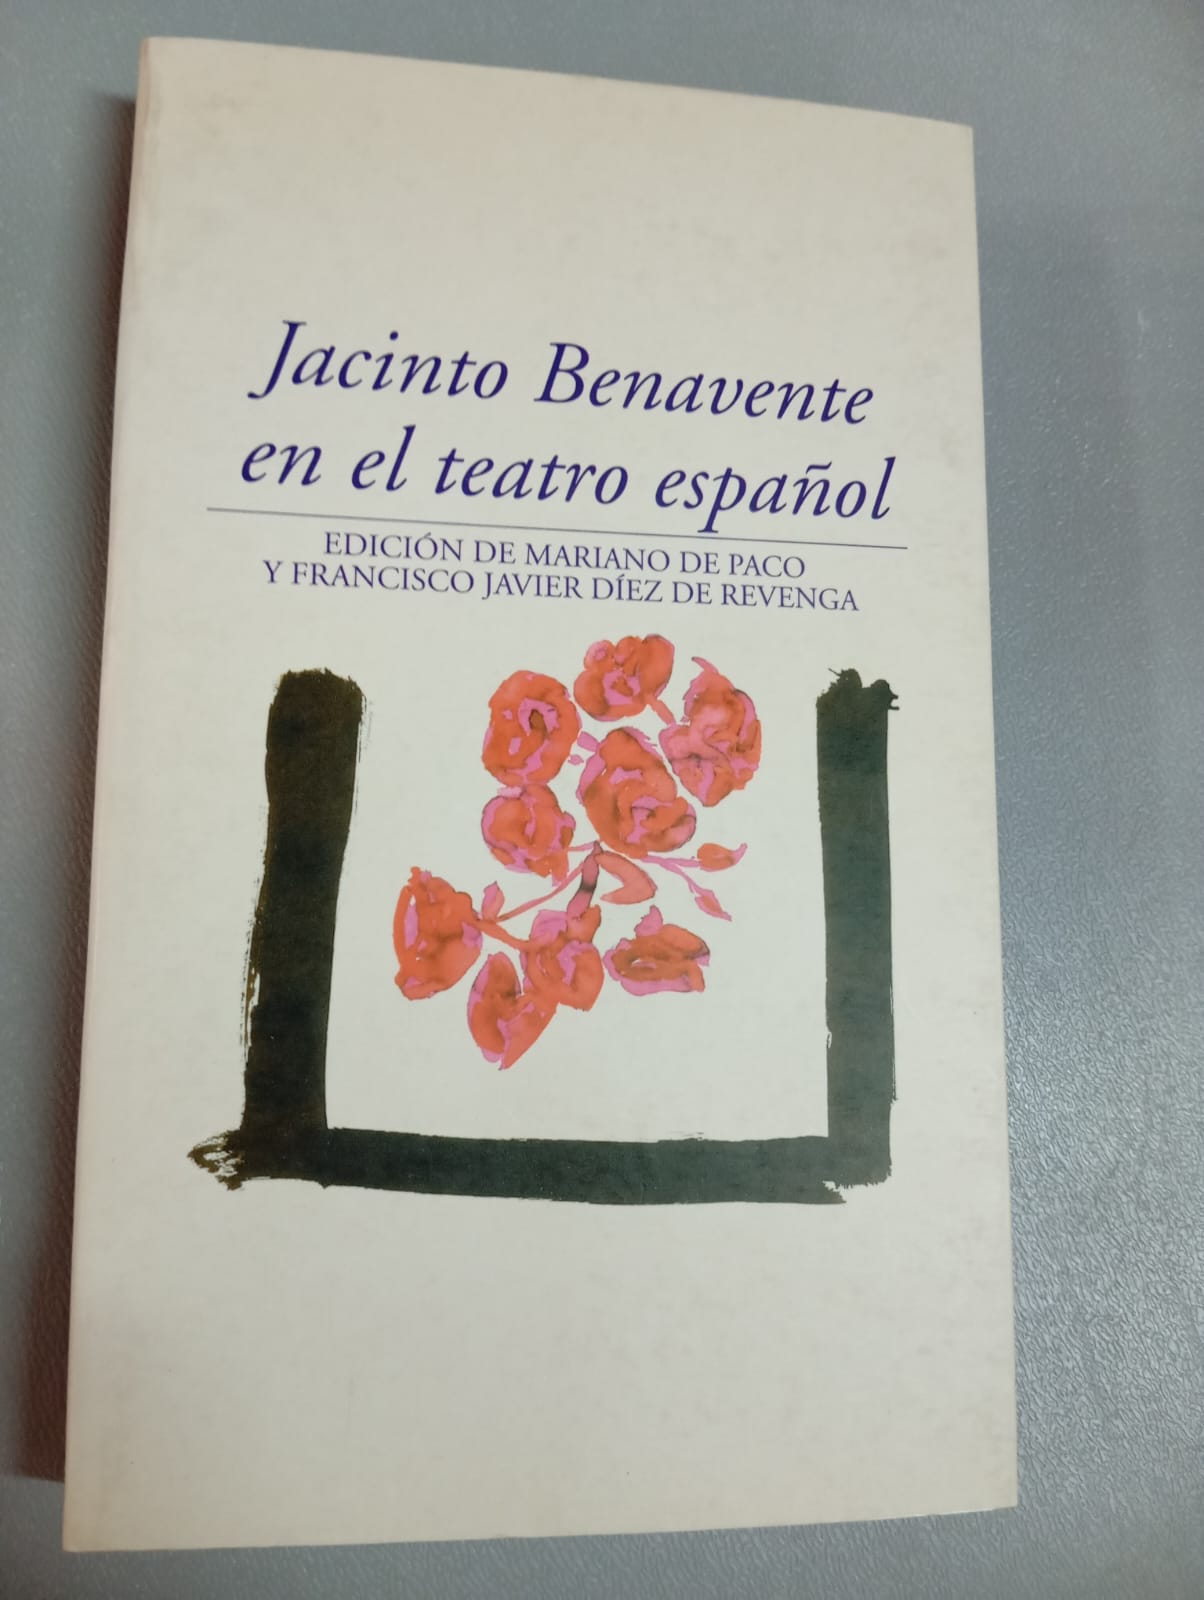 Jacinto Benavente
en el teatro español
EDICIÓN DE MARIANO DE PACO
Y FRANCISCO JAVIER DÍEZ DE REVENGA